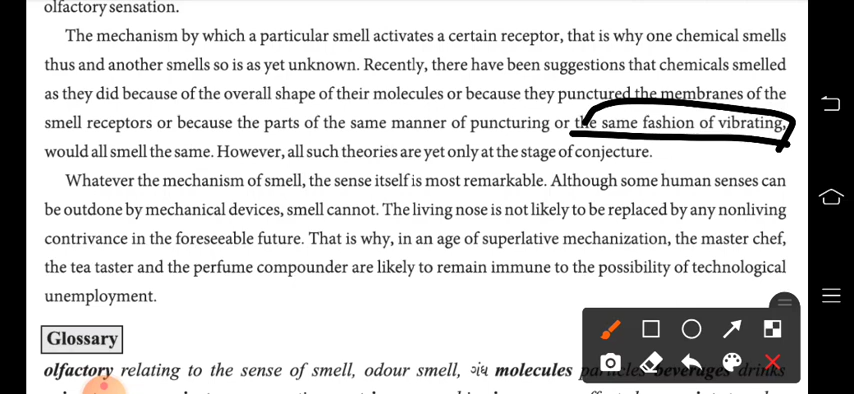 olfactory sensation.
The mechanism by which a particular smell activates a certain receptor, that is why one chemical smells
thus and another smells so is as yet unknown. Recently, there have been suggestions that chemicals smelled
as they did because of the overall shape of their molecules or because they punctured the membranes of the
smell receptors or because the parts of the same manner of puncturing or the same fashion of vibrating,
would all smell the same. However, all such theories are yet only at the stage of conjecture.
Whatever the mechanism of smell, the sense itself is most remarkable. Although some human senses can
be outdone by mechanical devices, smell cannot. The living nose is not likely to be replaced by any nonliving
contrivance in the foreseeable future. That is why, in an age of superlative mechanization, the master chef,
the tea taster and the perfume compounder are likely to remain immune to the possibility of technological
unemployment.
Glossary
olfactory relating to the sense of smell, odour smell, ગંધ molecules particles beverages drinks